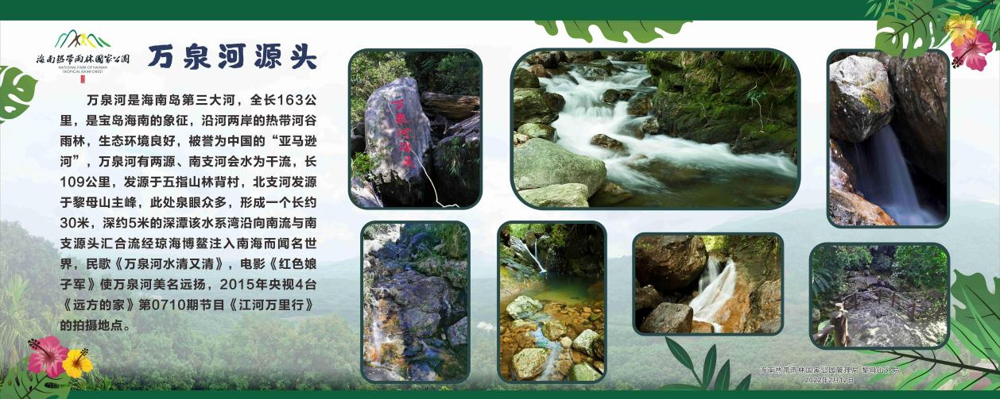 海南热带雨林国家公园
NATIONAL PARK OF HAINAN
TROPICAL RAINFOREST
万泉河源头
万泉河是海南岛第三大河，全长163公
里，是宝岛海南的象征，沿河两岸的热带河谷
雨林，生态环境良好，被誉为中国的“亚马逊
河”，万泉河有两源、南支河会水为干流，长
109公里，发源于五指山林背村，北支河发源
于黎母山主峰，此处泉眼众多，形成一个长约
30米，深约5米的深潭该水系湾沿向南流与南
支源头汇合流经琼海博鳌注入南海而闻名世
界，民歌《万泉河水清又清》，电影《红色娘
子军》使万泉河美名远扬，2015年央视4台
《远方的家》第0710期节目《江河万里行》
的拍摄地点。
万泉河源头
海南热带雨林国家公园管理局 黎母山分局
2022年2月12日